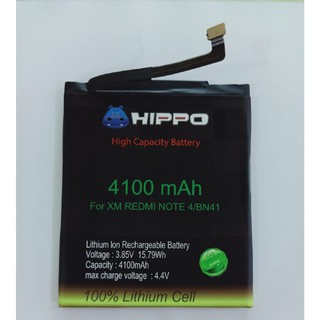 HIPPO
High Capacity Battery
4100 mAh
For XM REDMI NOTE 4/BN41
Lithium Ion Rechargeable Battery
Voltage : 3.85V 15.79Wh
Capacity : 4100mAh
max charge voltage : 4.4V
100% Lithium Cell